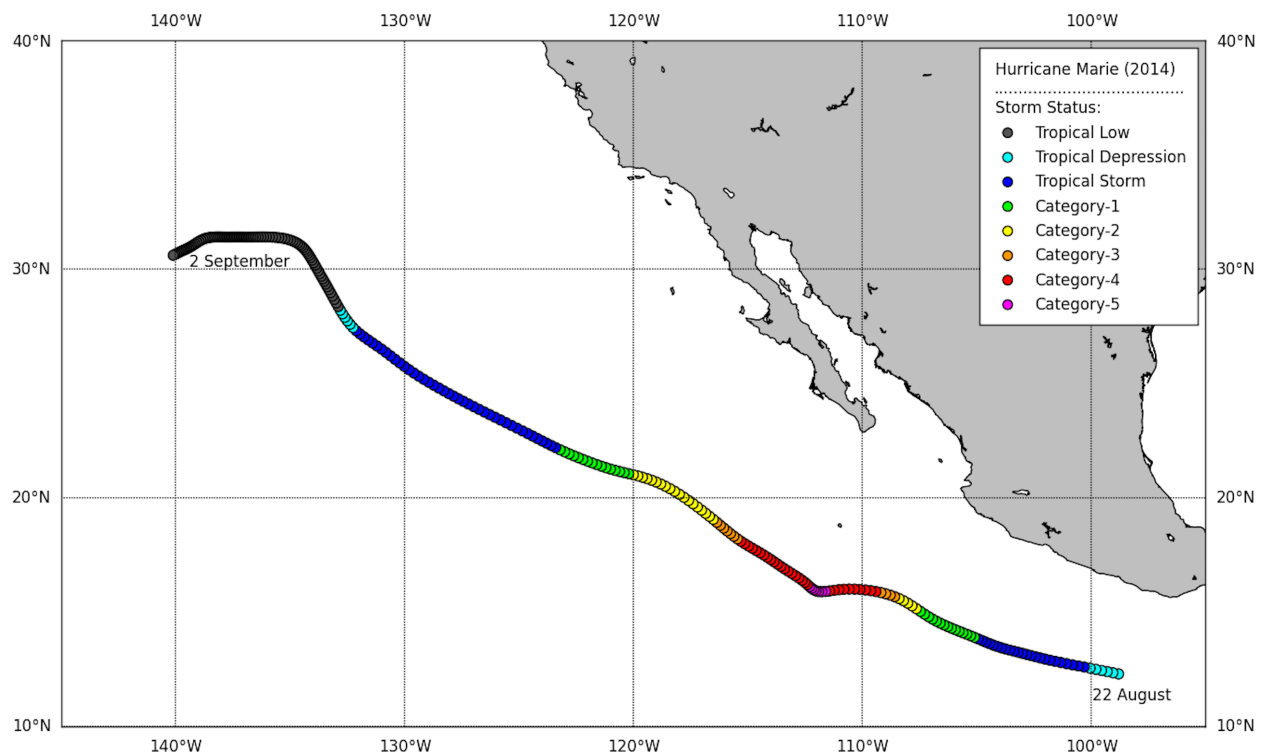 140°W 130°W 120°W 110°W 100°W
40°N 40°N
Hurricane Marie (2014)
Storm Status:
Tropical Low
Tropical Depression
Tropical Storm
Category-1
Category-2
Category-3
Category-4
Category-5
2 September
30°N 30°N
20°N 20°N
22 August
10°N 10°N
140°W 130°W 120°W 110°W 100°W